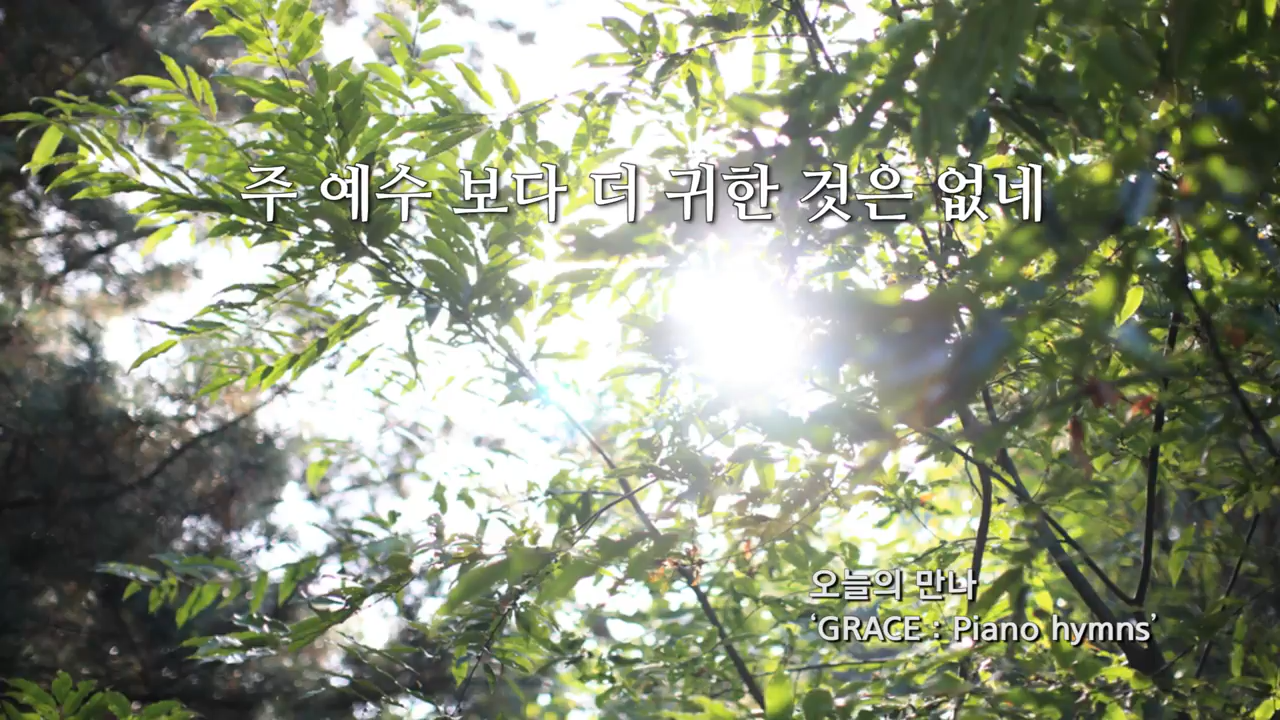 주 예수 보다 더 귀한 것은 없네
오늘의 만나
‘GRACE : Piano hymns’